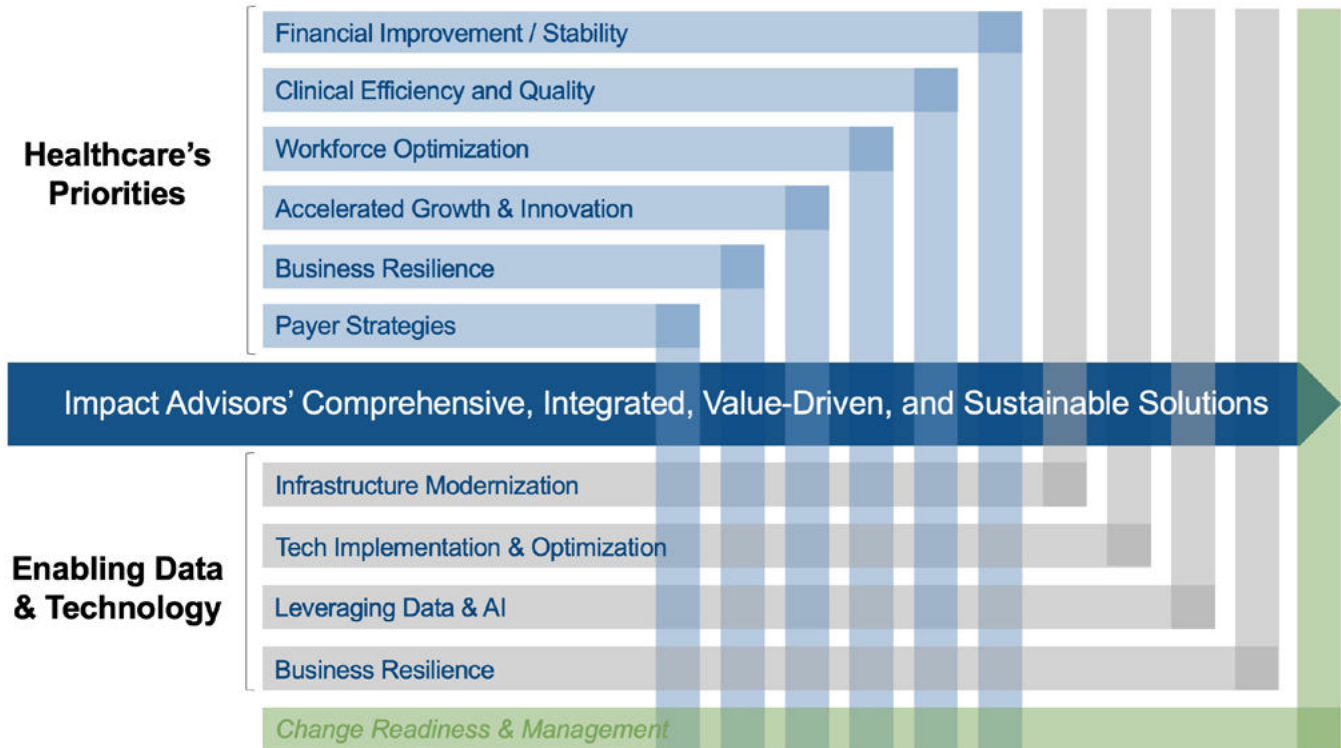 Financial Improvement / Stability
Clinical Efficiency and Quality
Healthcare’s
Priorities
Workforce Optimization
Accelerated Growth & Innovation
Business Resilience
Payer Strategies
Impact Advisors’ Comprehensive, Integrated, Value-Driven, and Sustainable Solutions
Infrastructure Modernization
Tech Implementation & Optimization
Enabling Data
& Technology
Leveraging Data & AI
Business Resilience
Change Readiness & Management